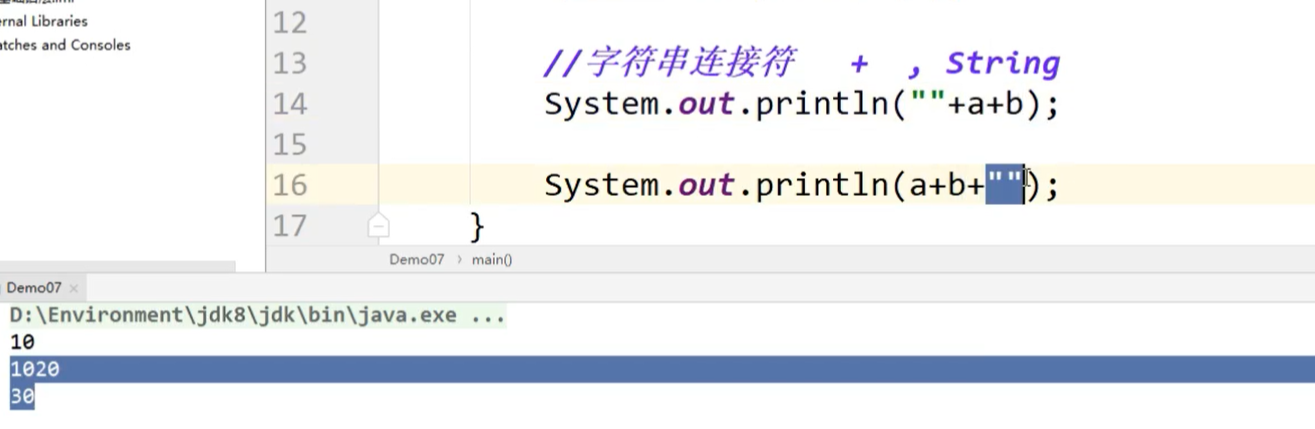 12
ernal Libraries
atches and Consoles
13 //字符串连接符 + , String
14 System.out.println(""+a+b);
15
16 System.out.println(a+b+"");
17 }
Demo07 › main()
Demo07 ×
D:\Environment\jdk8\jdk\bin\java.exe ...
10
1020
30